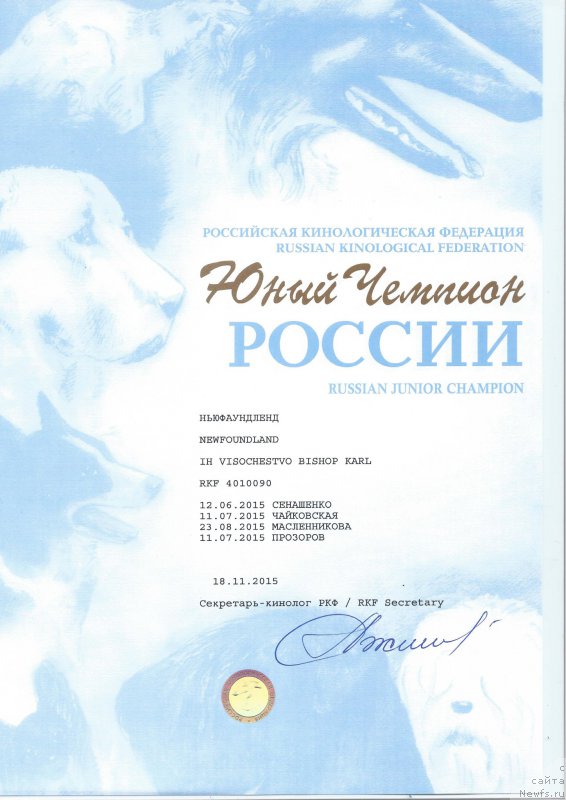 РОССИЙСКАЯ КИНОЛОГИЧЕСКАЯ ФЕДЕРАЦИЯ
RUSSIAN KINOLOGICAL FEDERATION
Юный Чемпион
РОССИИ
RUSSIAN JUNIOR CHAMPION
НЬЮФАУНДЛЕНД
NEWFOUNDLAND
IH VISOCHESTVO BISHOP KARL
RKF 4010090
12.06.2015 СЕНАШЕНКО
11.07.2015 ЧАЙКОВСКАЯ
23.08.2015 МАСЛЕННИКОВА
11.07.2015 ПРОЗОРОВ
18.11.2015
Секретарь-кинолог РКФ / RKF Secretary
с
сайта
Newfs.ru